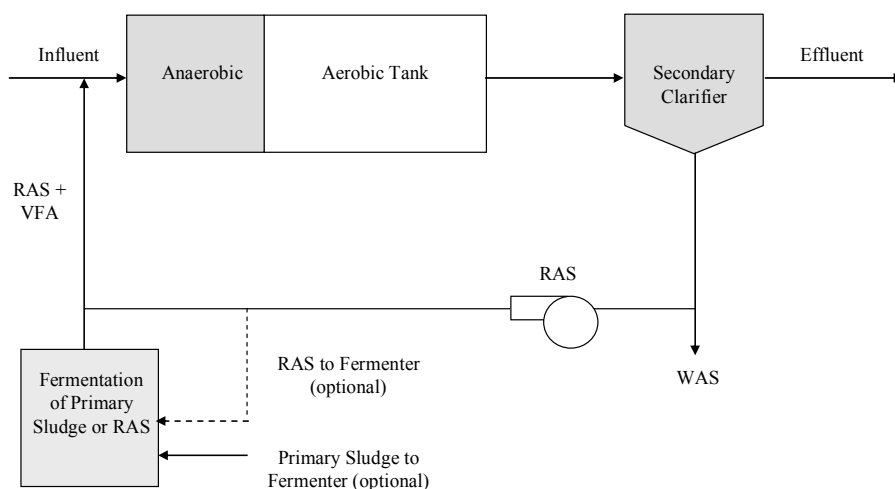 Influent
Anaerobic
Aerobic Tank
Secondary
Clarifier
Effluent
RAS +
VFA
RAS
WAS
Fermentation
of Primary
Sludge or RAS
RAS to Fermenter
(optional)
Primary Sludge to
Fermenter (optional)